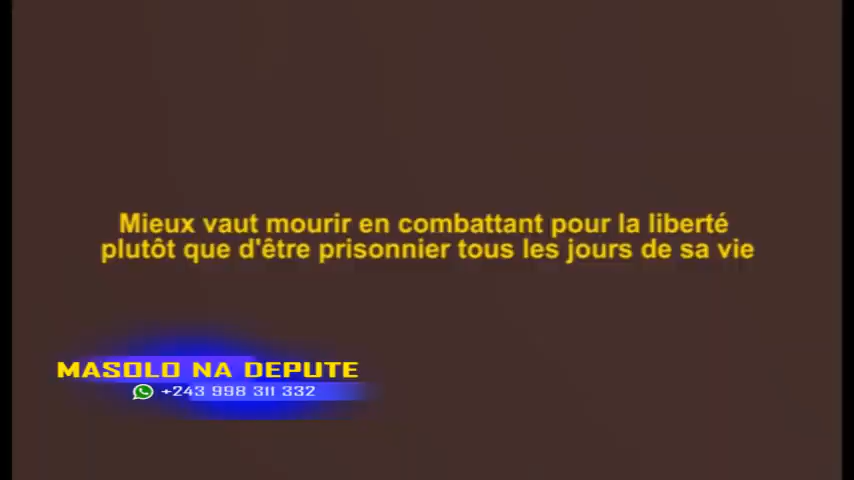 Mieux vaut mourir en combattant pour la liberté
plutôt que d'être prisonnier tous les jours de sa vie
MASOLO NA DEPUTE
+243 998 311 332